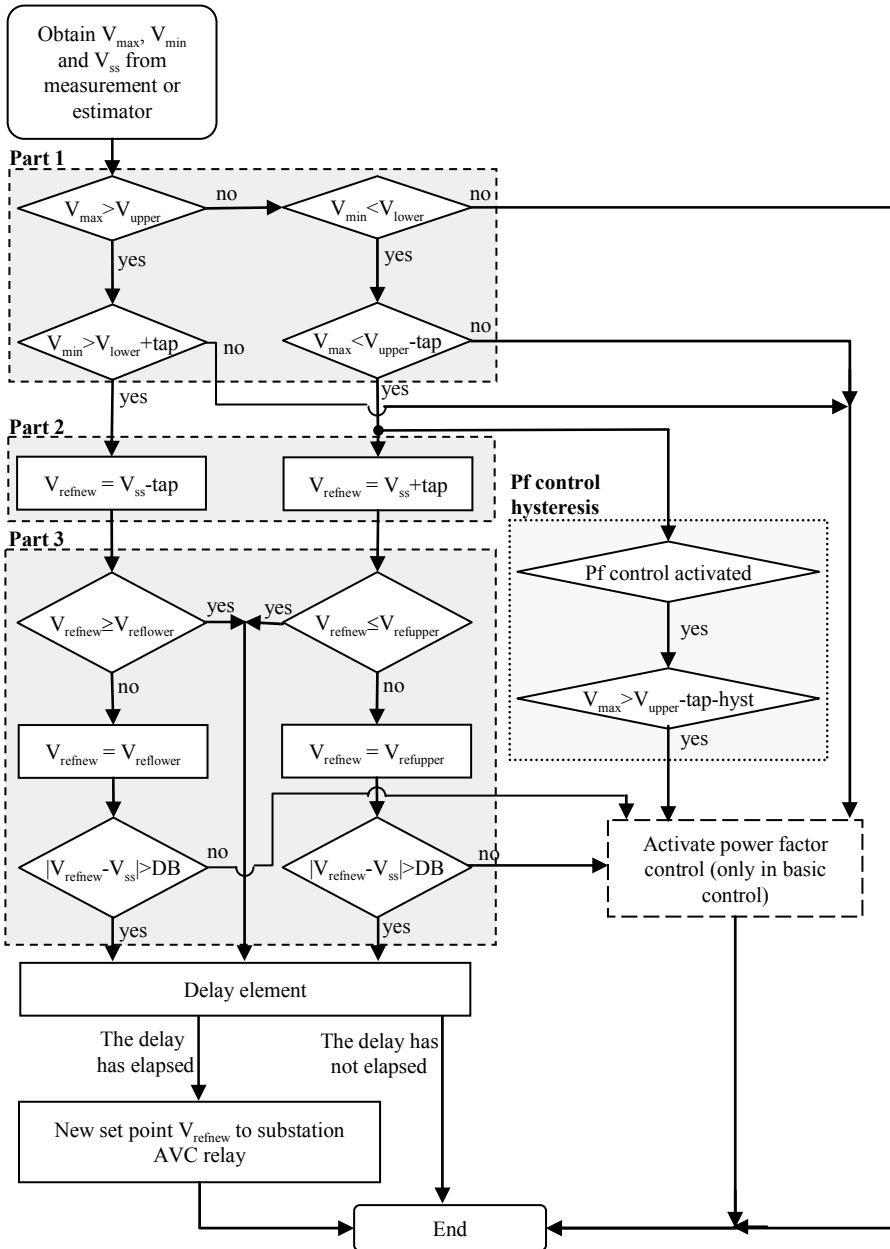 Obtain V_max, V_min
and V_ss from
measurement or
estimator
Part 1
V_max>V_upper
no
V_min<V_lower
no
yes
yes
V_min>V_lower+tap
no
V_max<V_upper-tap
no
yes
yes
Part 2
V_refnew = V_ss-tap
V_refnew = V_ss+tap
Pf control
hysteresis
Part 3
Pf control activated
V_refnew≥V_reflower
yes
yes
V_refnew≤V_refupper
yes
no
no
V_max>V_upper-tap-hyst
yes
V_refnew = V_reflower
V_refnew = V_refupper
|V_refnew-V_ss|>DB
no
|V_refnew-V_ss|>DB
no
Activate power factor
control (only in basic
control)
yes
yes
Delay element
The delay
has elapsed
The delay has
not elapsed
New set point V_refnew to substation
AVC relay
End